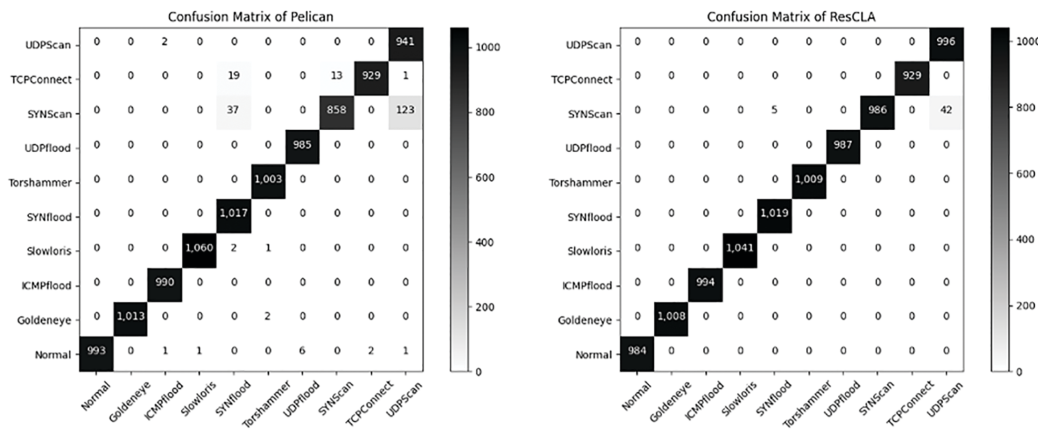 Confusion Matrix of Pelican
UDPScan 0 0 2 0 0 0 0 0 0 941
TCPConnect 0 0 0 0 19 0 0 13 929 1
SYNScan 0 0 0 0 37 0 0 858 0 123
UDPflood 0 0 0 0 0 0 985 0 0 0
Torshammer 0 0 0 0 0 1,003 0 0 0 0
SYNflood 0 0 0 0 1,017 0 0 0 0 0
Slowloris 0 0 0 1,060 2 1 0 0 0 0
ICMPflood 0 0 990 0 0 0 0 0 0 0
Goldeneye 0 1,013 0 0 0 2 0 0 0 0
Normal 993 0 1 1 0 0 6 0 2 1
Normal Goldeneye ICMPflood Slowloris SYNflood Torshammer UDPflood SYNScan TCPConnect UDPScan
1000
800
600
400
200
0
Confusion Matrix of ResCLA
UDPScan 0 0 0 0 0 0 0 0 0 996
TCPConnect 0 0 0 0 0 0 0 0 929 0
SYNScan 0 0 0 0 5 0 0 986 0 42
UDPflood 0 0 0 0 0 0 987 0 0 0
Torshammer 0 0 0 0 0 1,009 0 0 0 0
SYNflood 0 0 0 0 1,019 0 0 0 0 0
Slowloris 0 0 0 1,041 0 0 0 0 0 0
ICMPflood 0 0 994 0 0 0 0 0 0 0
Goldeneye 0 1,008 0 0 0 0 0 0 0 0
Normal 984 0 0 0 0 0 0 0 0 0
Normal Goldeneye ICMPflood Slowloris SYNflood Torshammer UDPflood SYNScan TCPConnect UDPScan
1000
800
600
400
200
0